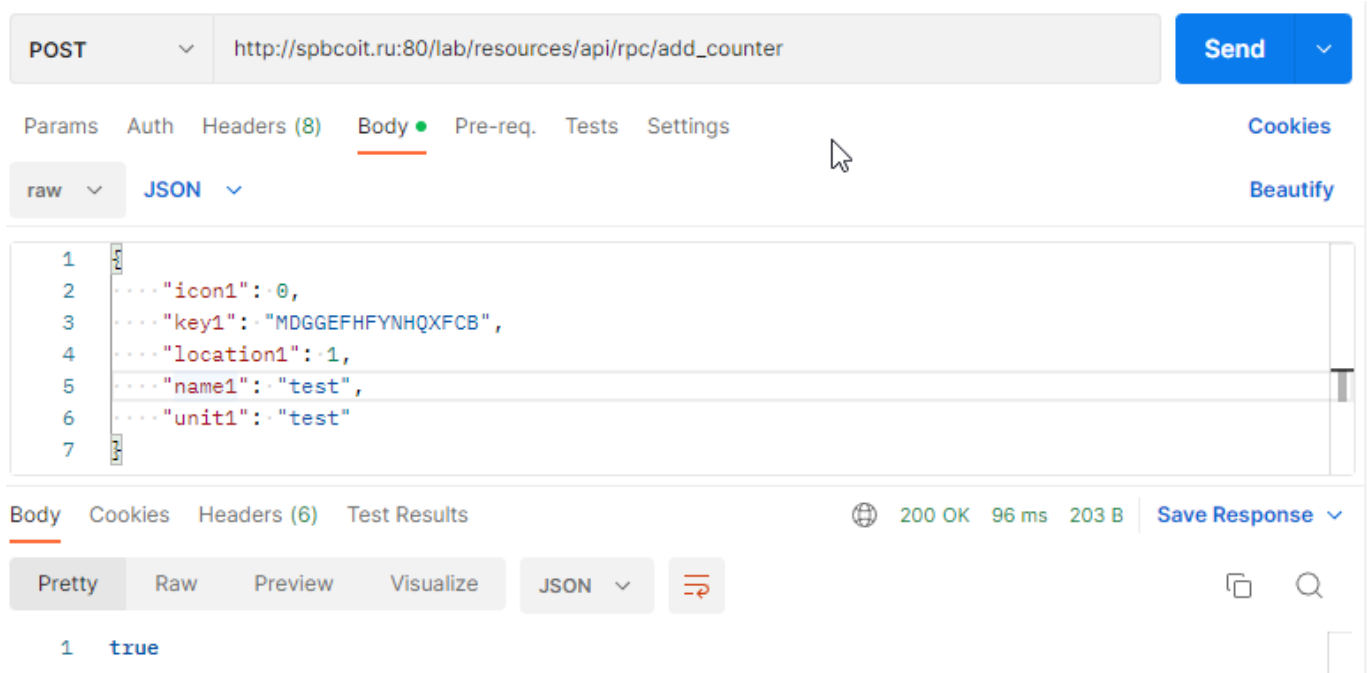 POST http://spbcoit.ru:80/lab/resources/api/rpc/add_counter Send
Params Auth Headers (8) Body Pre-req. Tests Settings Cookies
raw JSON Beautify
1 {
2 "icon1": 0,
3 "key1": "MDGGEFHFYNHQXFCB",
4 "location1": 1,
5 "name1": "test",
6 "unit1": "test"
7 }
Body Cookies Headers (6) Test Results 200 OK 96 ms 203 B Save Response
Pretty Raw Preview Visualize JSON
1 true